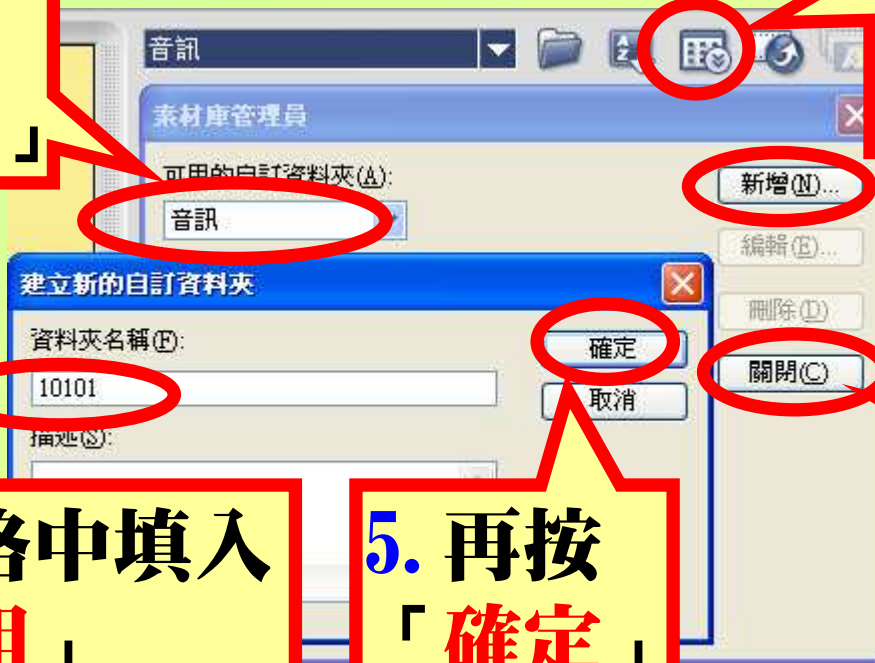 音訊
素材庫管理員
」
可用的自訂資料夾(A):
音訊
新增(N)...
編輯(E)...
刪除(D)
關閉(C)
建立新的自訂資料夾
資料夾名稱(F):
10101
確定
取消
描述(S):
格中填入
」
5. 再按
「確定」